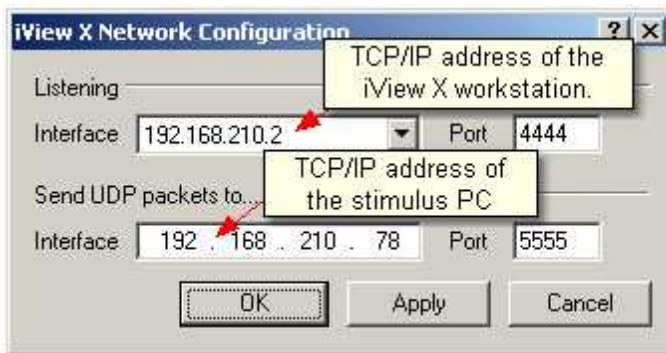 iView X Network Configuration
TCP/IP address of the
iView X workstation.
Listening
Interface 192.168.210.2 Port 4444
TCP/IP address of
the stimulus PC
Send UDP packets to...
Interface 192 . 168 . 210 . 78 Port 5555
OK Apply Cancel